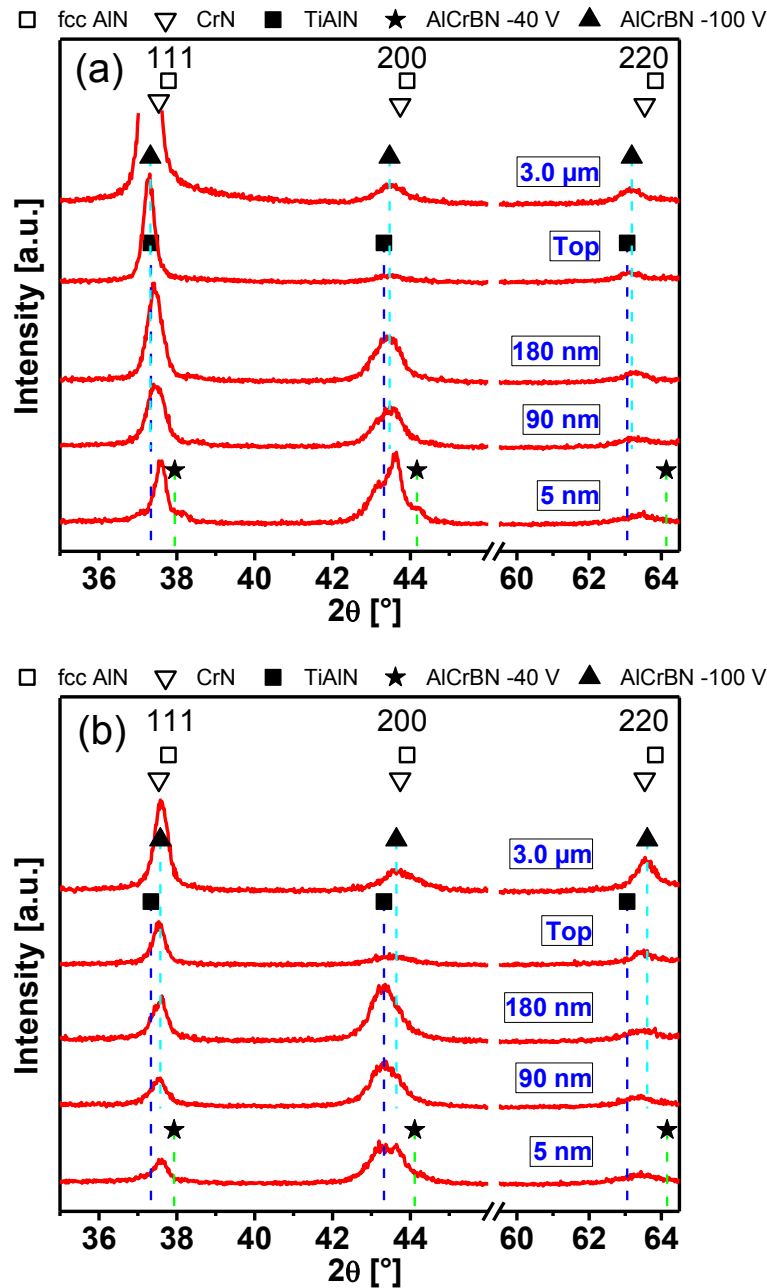 □ fcc AlN ▽ CrN ■ TiAlN ★ AlCrBN -40 V ▲ AlCrBN -100 V
(a) 111 200 220
3.0 µm
Top
180 nm
90 nm
5 nm
Intensity [a.u.]
36 38 40 42 44 60 62 64
2θ [°]
□ fcc AlN ▽ CrN ■ TiAlN ★ AlCrBN -40 V ▲ AlCrBN -100 V
(b) 111 200 220
3.0 µm
Top
180 nm
90 nm
5 nm
Intensity [a.u.]
36 38 40 42 44 60 62 64
2θ [°]